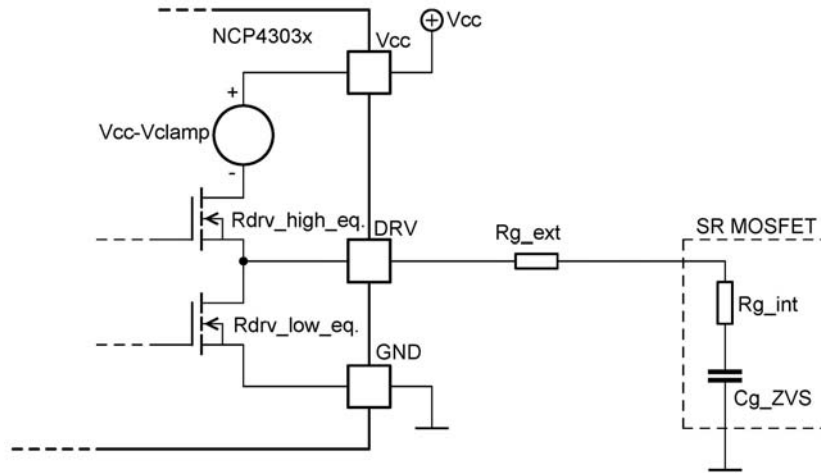 NCP4303x
Vcc
Vcc
+
Vcc-Vclamp
-
Rdrv_high_eq.
DRV
Rg_ext
SR MOSFET
Rg_int
Rdrv_low_eq.
GND
Cg_ZVS